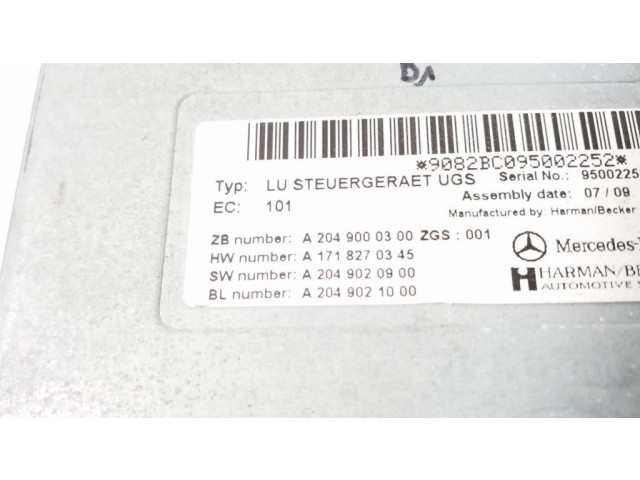 *9082BC095002252*
Typ: LU STEUERGERAET UGS Serial No.: 9500225
EC: 101 Assembly date: 07 / 09
Manufactured by: Harman/Becker
ZB number: A 204 900 03 00 ZGS : 001
HW number: A 171 827 03 45
SW number: A 204 902 09 00
BL number: A 204 902 10 00
Mercedes-
HARMAN/BE
AUTOMOTIVE S